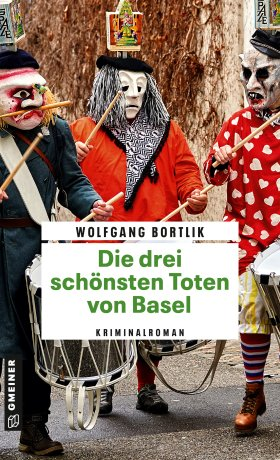 WOLFGANG BORTLIK
Die drei
schönsten Toten
von Basel
KRIMINALROMAN
GMEINER